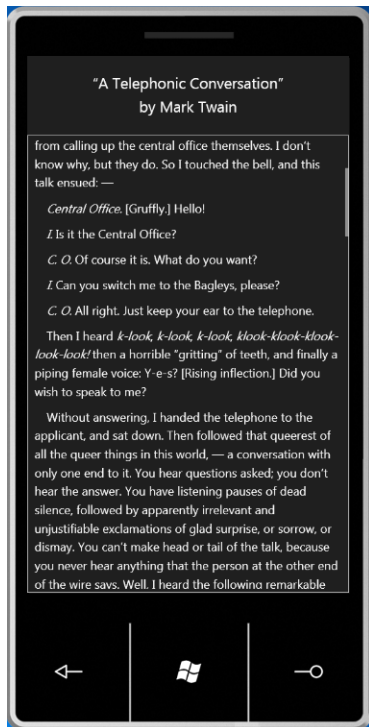 “A Telephonic Conversation”
by Mark Twain
from calling up the central office themselves. I don’t
know why, but they do. So I touched the bell, and this
talk ensued: —
Central Office. [Gruffly.] Hello!
I. Is it the Central Office?
C. O. Of course it is. What do you want?
I. Can you switch me to the Bagleys, please?
C. O. All right. Just keep your ear to the telephone.
Then I heard k-look, k-look, k-look, klook-klook-klook-
look-look! then a horrible “gritting” of teeth, and finally a
piping female voice: Y-e-s? [Rising inflection.] Did you
wish to speak to me?
Without answering, I handed the telephone to the
applicant, and sat down. Then followed that queerest of
all the queer things in this world, — a conversation with
only one end to it. You hear questions asked; you don’t
hear the answer. You have listening pauses of dead
silence, followed by apparently irrelevant and
unjustifiable exclamations of glad surprise, or sorrow, or
dismay. You can’t make head or tail of the talk, because
you never hear anything that the person at the other end
of the wire says. Well, I heard the following remarkable